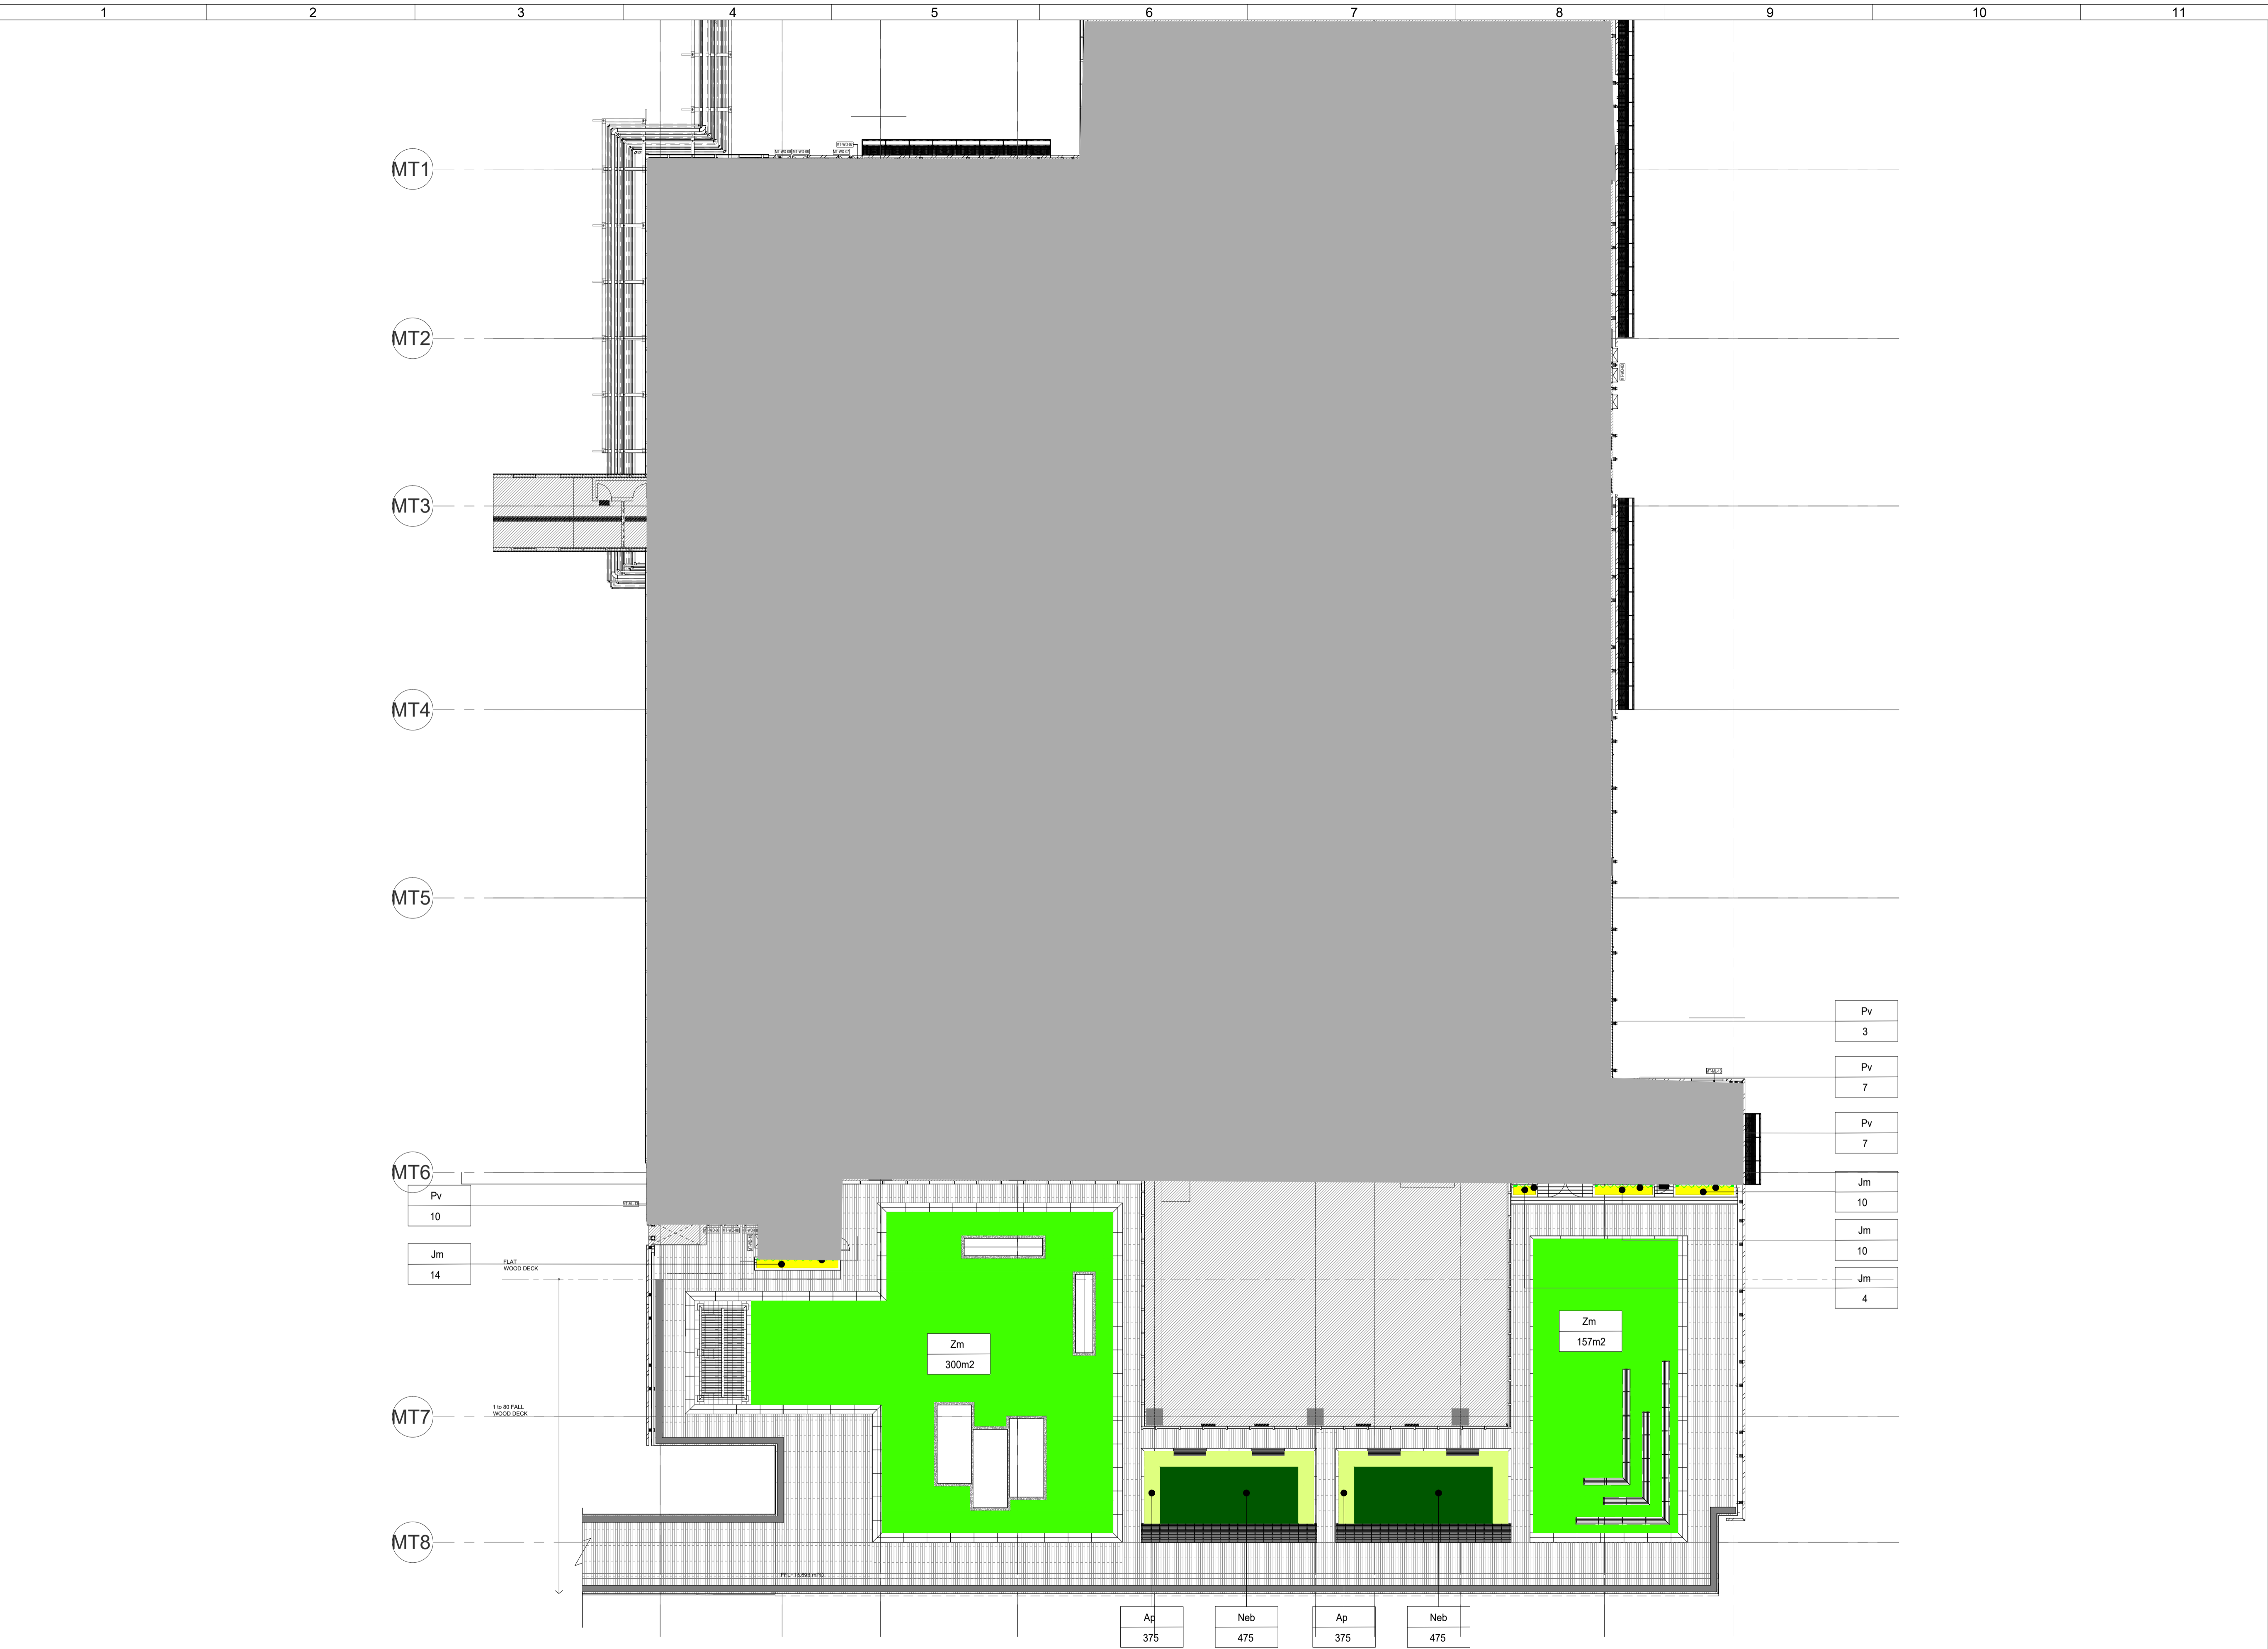 1 2 3 4 5 6 7 8 9 10 11
MT1
MT2
MT3
MT4
MT5
Pv
3
Pv
7
Pv
7
MT6
Pv
10
Jm
10
Jm
14
FLAT
WOOD DECK
Jm
10
Jm
4
Zm
300m2
Zm
157m2
1 to 80 FALL
WOOD DECK
MT7
MT8
Ap
375
Neb
475
Ap
375
Neb
475